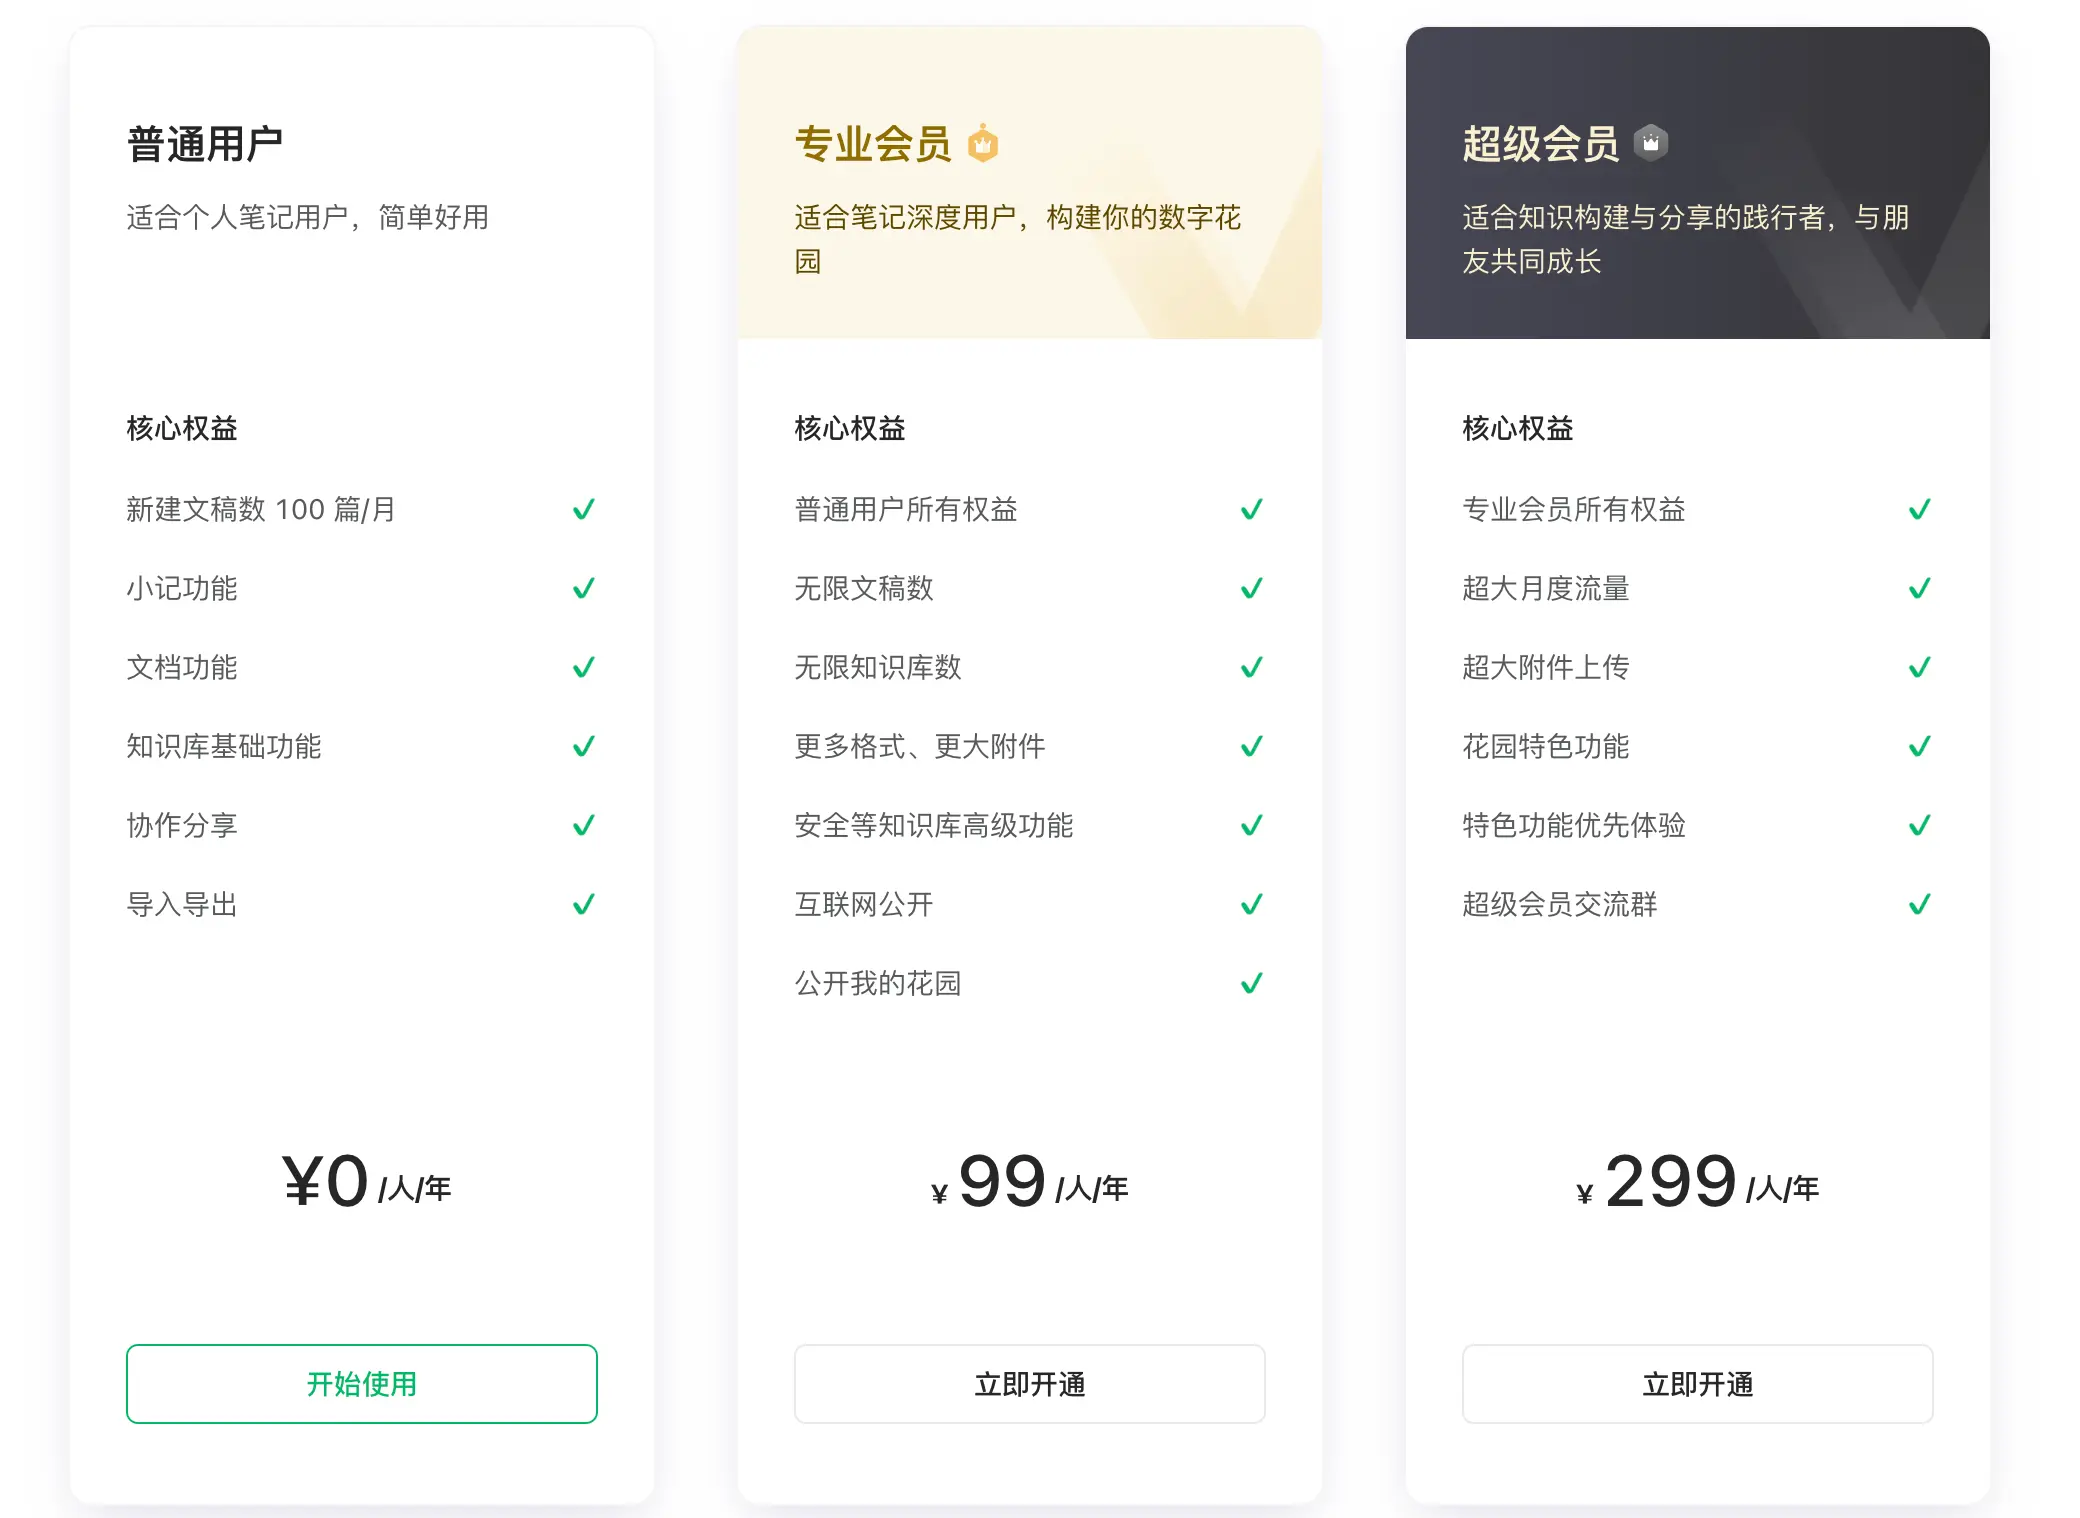 普通用户
适合个人笔记用户，简单好用
核心权益
新建文稿数 100 篇/月
小记功能
文档功能
知识库基础功能
协作分享
导入导出
¥0 /人/年
开始使用
专业会员
适合笔记深度用户，构建你的数字花
园
核心权益
普通用户所有权益
无限文稿数
无限知识库数
更多格式、更大附件
安全等知识库高级功能
互联网公开
公开我的花园
¥ 99 /人/年
立即开通
超级会员
适合知识构建与分享的践行者，与朋
友共同成长
核心权益
专业会员所有权益
超大月度流量
超大附件上传
花园特色功能
特色功能优先体验
超级会员交流群
¥ 299 /人/年
立即开通